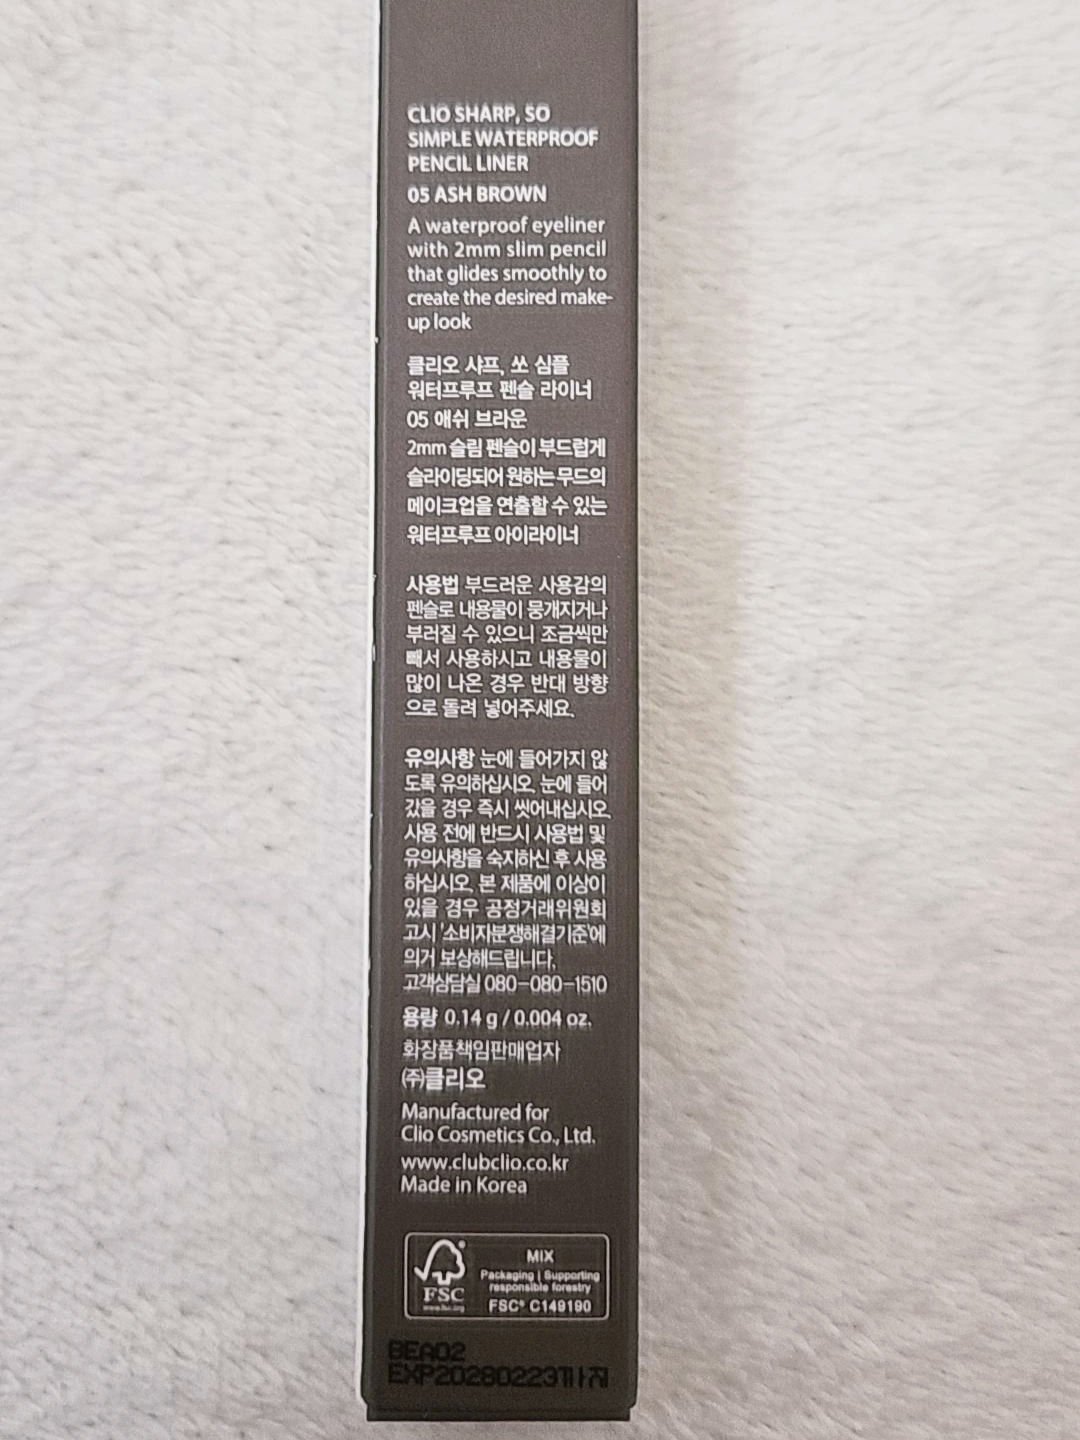 CLIO SHARP, SO
SIMPLE WATERPROOF
PENCIL LINER
05 ASH BROWN
A waterproof eyeliner
with 2mm slim pencil
that glides smoothly to
create the desired make-
up look
클리오 샤프, 쏘 심플
워터프루프 펜슬 라이너
05 애쉬 브라운
2mm 슬림 펜슬이 부드럽게
슬라이딩되어 원하는 무드의
메이크업을 연출할 수 있는
워터프루프 아이라이너
사용법 부드러운 사용감의
펜슬로 내용물이 뭉개지거나
부러질 수 있으니 조금씩만
빼서 사용하시고 내용물이
많이 나온 경우 반대 방향
으로 돌려 넣어주세요.
유의사항 눈에 들어가지 않
도록 유의하십시오. 눈에 들어
갔을 경우 즉시 씻어내십시오.
사용 전에 반드시 사용법 및
유의사항을 숙지하신 후 사용
하십시오. 본 제품에 이상이
있을 경우 공정거래위원회
고시 '소비자분쟁해결기준'에
의거 보상해드립니다.
고객상담실 080-080-1510
용량 0.14 g / 0.004 oz.
화장품책임판매업자
㈜클리오
Manufactured for
Clio Cosmetics Co., Ltd.
www.clubclio.co.kr
Made in Korea
FSC®
www.fsc.org
MIX
Packaging | Supporting
responsible forestry
FSC® C149190
BEA02
EXP20280223까지